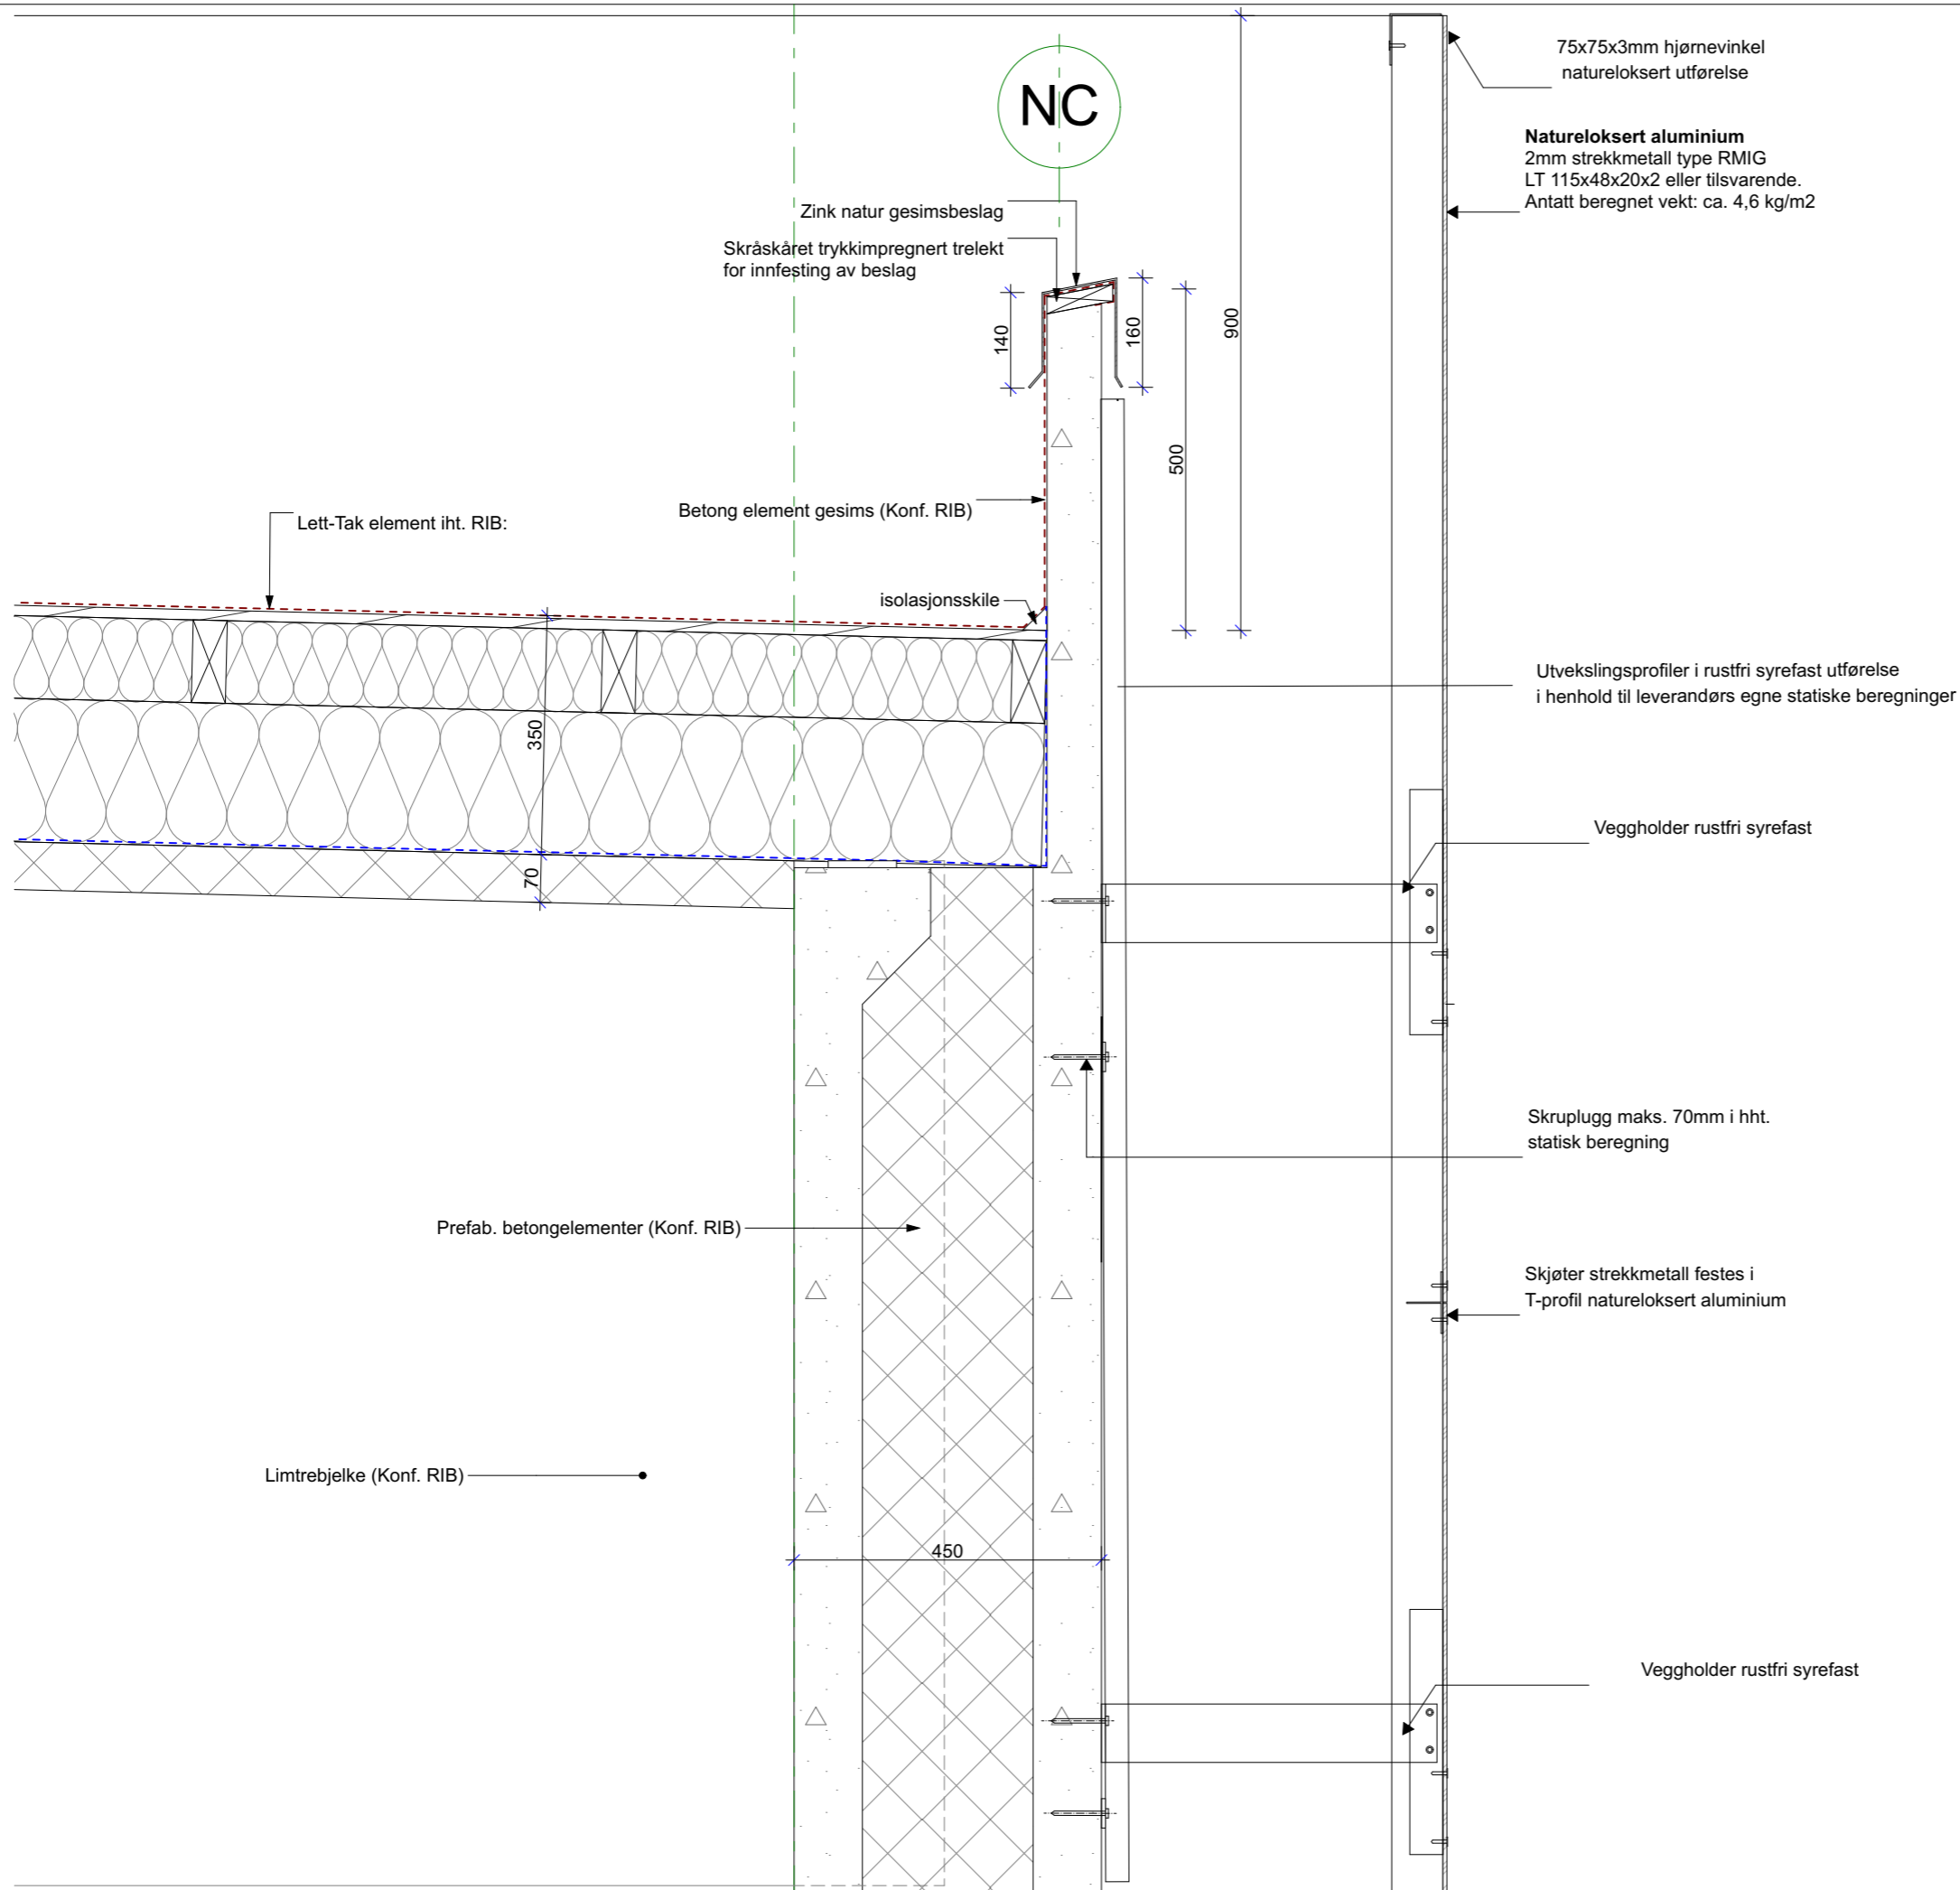 75x75x3mm hjørnevinkel
natureloksert utførelse
NC
Natureloksert aluminium
2mm strekkmetall type RMIG
LT 115x48x20x2 eller tilsvarende.
Antatt beregnet vekt: ca. 4,6 kg/m2
Zink natur gesimsbeslag
Skråskåret trykkimpregnert trelekt
for innfesting av beslag
140
160
900
500
Betong element gesims (Konf. RIB)
Lett-Tak element iht. RIB:
isolasjonsskile
Utvekslingsprofiler i rustfri syrefast utførelse
i henhold til leverandørs egne statiske beregninger
350
Veggholder rustfri syrefast
70
Skruplugg maks. 70mm i hht.
statisk beregning
Prefab. betongelementer (Konf. RIB)
Skjøter strekkmetall festes i
T-profil natureloksert aluminium
Limtrebjelke (Konf. RIB)
450
Veggholder rustfri syrefast